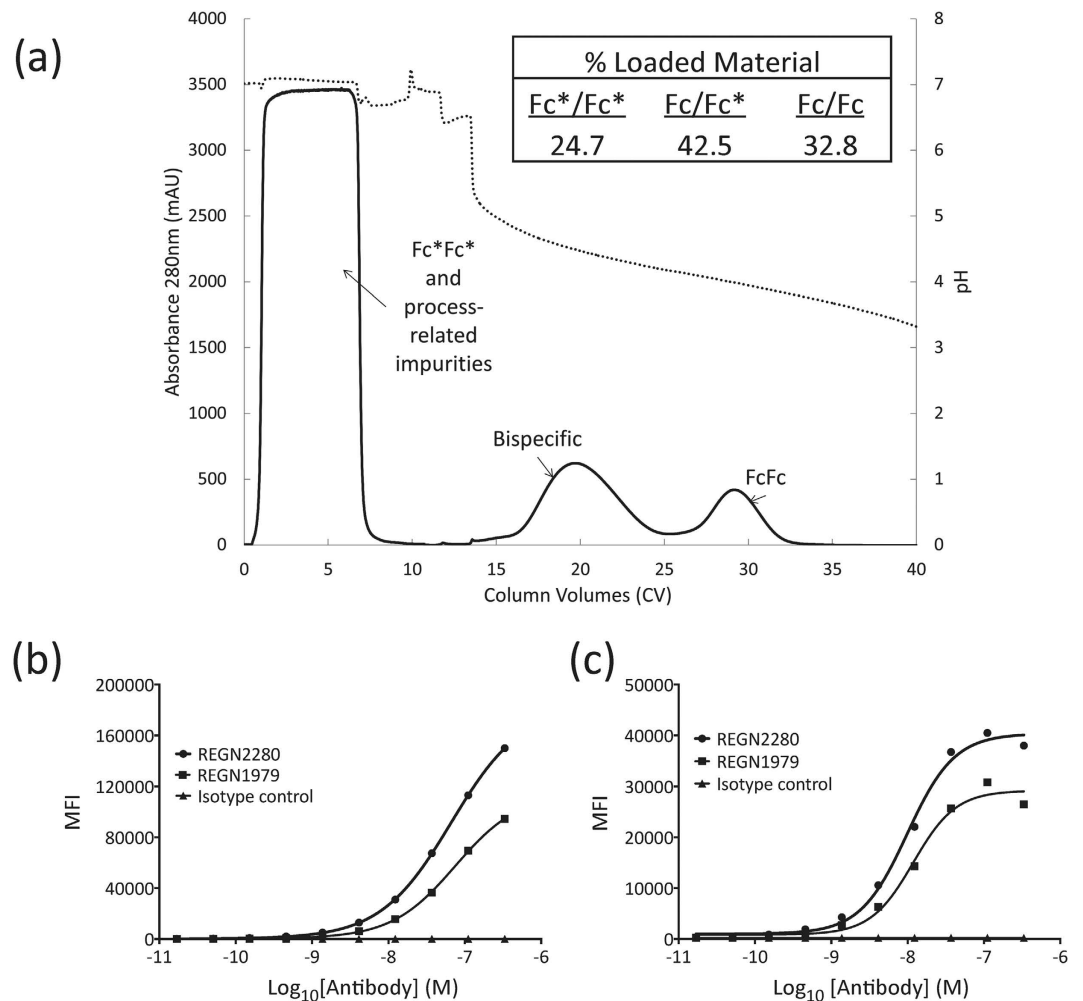 (a)
% Loaded Material
Fc*/Fc* Fc/Fc* Fc/Fc
24.7 42.5 32.8
4000
3500
3000
2500
2000
1500
1000
500
0
Absorbance 280nm (mAU)
8
7
6
5
4
3
2
1
0
pH
Fc*Fc*
and
process-
related
impurities
Bispecific
FcFc
0 5 10 15 20 25 30 35 40
Column Volumes (CV)
(b)
200000
160000
120000
80000
40000
0
MFI
REGN2280
REGN1979
Isotype control
-11 -10 -9 -8 -7 -6
Log10[Antibody] (M)
(c)
50000
40000
30000
20000
10000
0
MFI
REGN2280
REGN1979
Isotype control
-11 -10 -9 -8 -7 -6
Log10 [Antibody] (M)